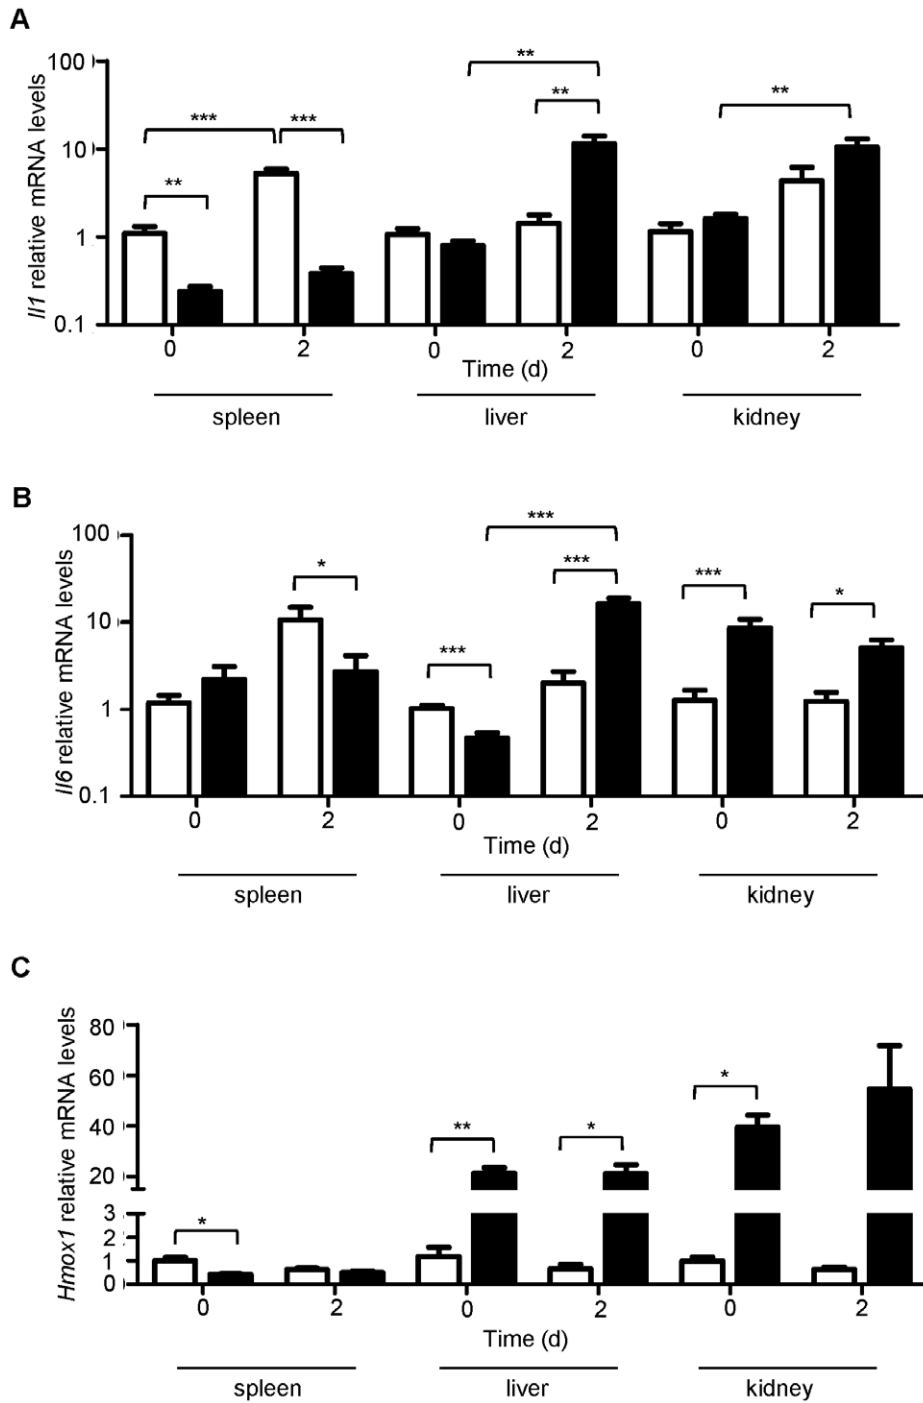 A
Il1 relative mRNA levels
100
10
1
0.1
** *** *** ** ** **
0 2 0 2 0 2
Time (d)
spleen liver kidney
B
Il6 relative mRNA levels
100
10
1
0.1
* *** *** *** *** *
0 2 0 2 0 2
Time (d)
spleen liver kidney
C
Hmox1 relative mRNA levels
80
60
40
20
3
2
1
0
* ** * *
0 2 0 2 0 2
Time (d)
spleen liver kidney